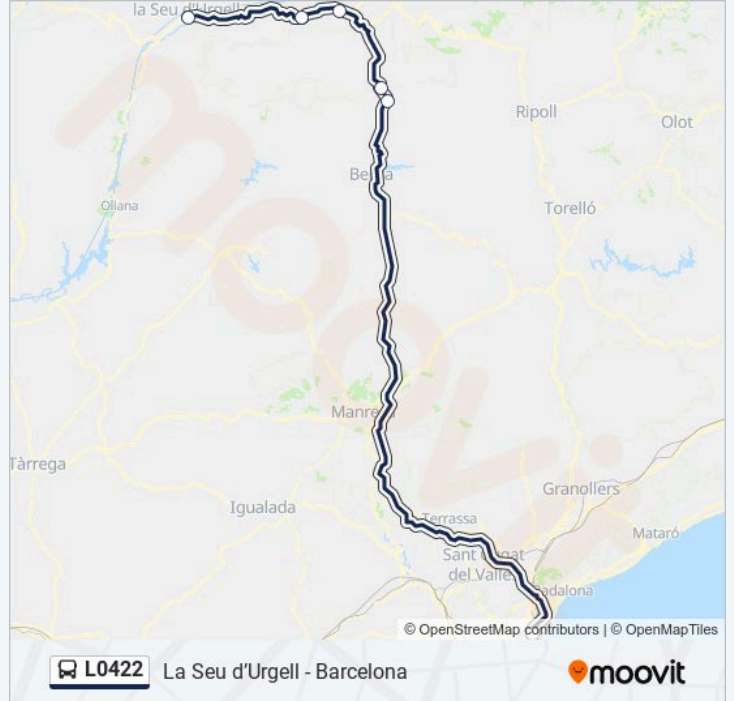 la Seu d'Urgell
Ripoll
Olot
Berga
Oliana
Torelló
Manresa
Tàrrega
Igualada
Granollers
Terrassa
Mataró
Sant Cugat
del Vallès
Badalona
© OpenStreetMap contributors | © OpenMapTiles
L0422 La Seu d’Urgell - Barcelona
moovit
moovit